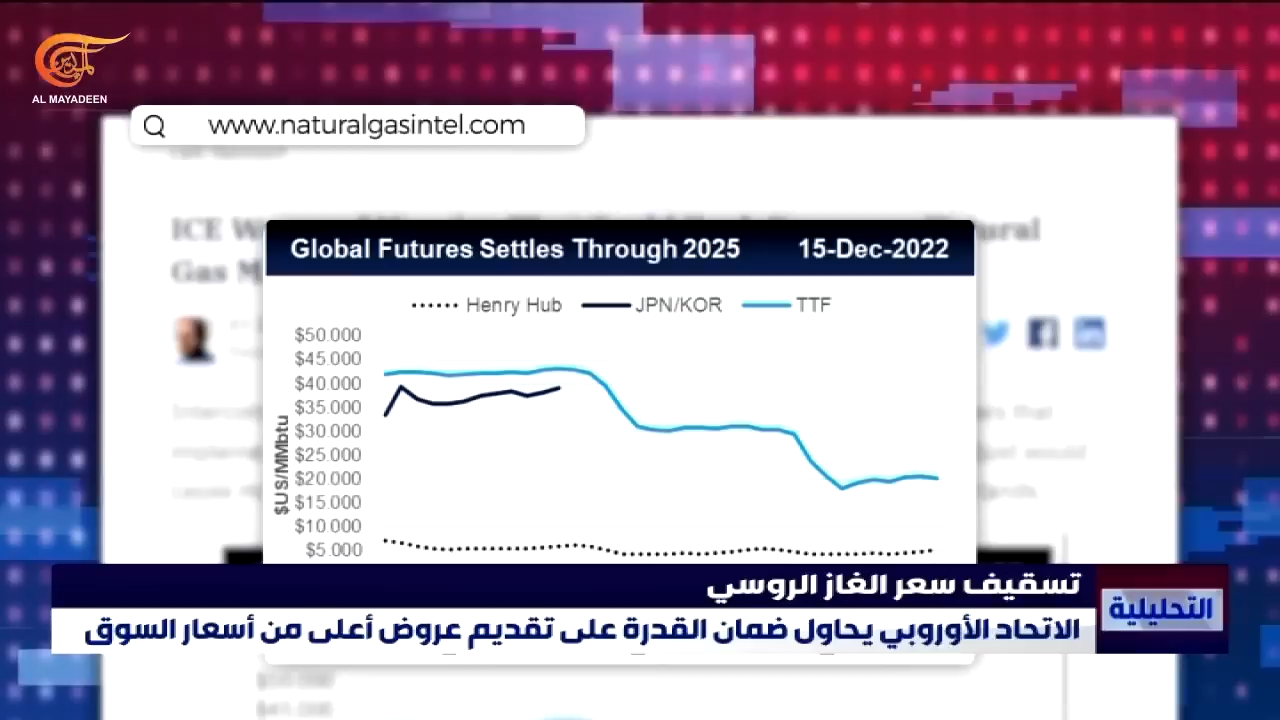 AL MAYADEEN
www.naturalgasintel.com
Global Futures Settles Through 2025 15-Dec-2022
Henry Hub JPN/KOR TTF
$50.000
$45.000
$40.000
$35.000
$30.000
$25.000
$20.000
$15.000
$10.000
$5.000
$US/MMbtu
تسقيف سعر الغاز الروسي
التحليلية
الاتحاد الأوروبي يحاول ضمان القدرة على تقديم عروض أعلى من أسعار السوق